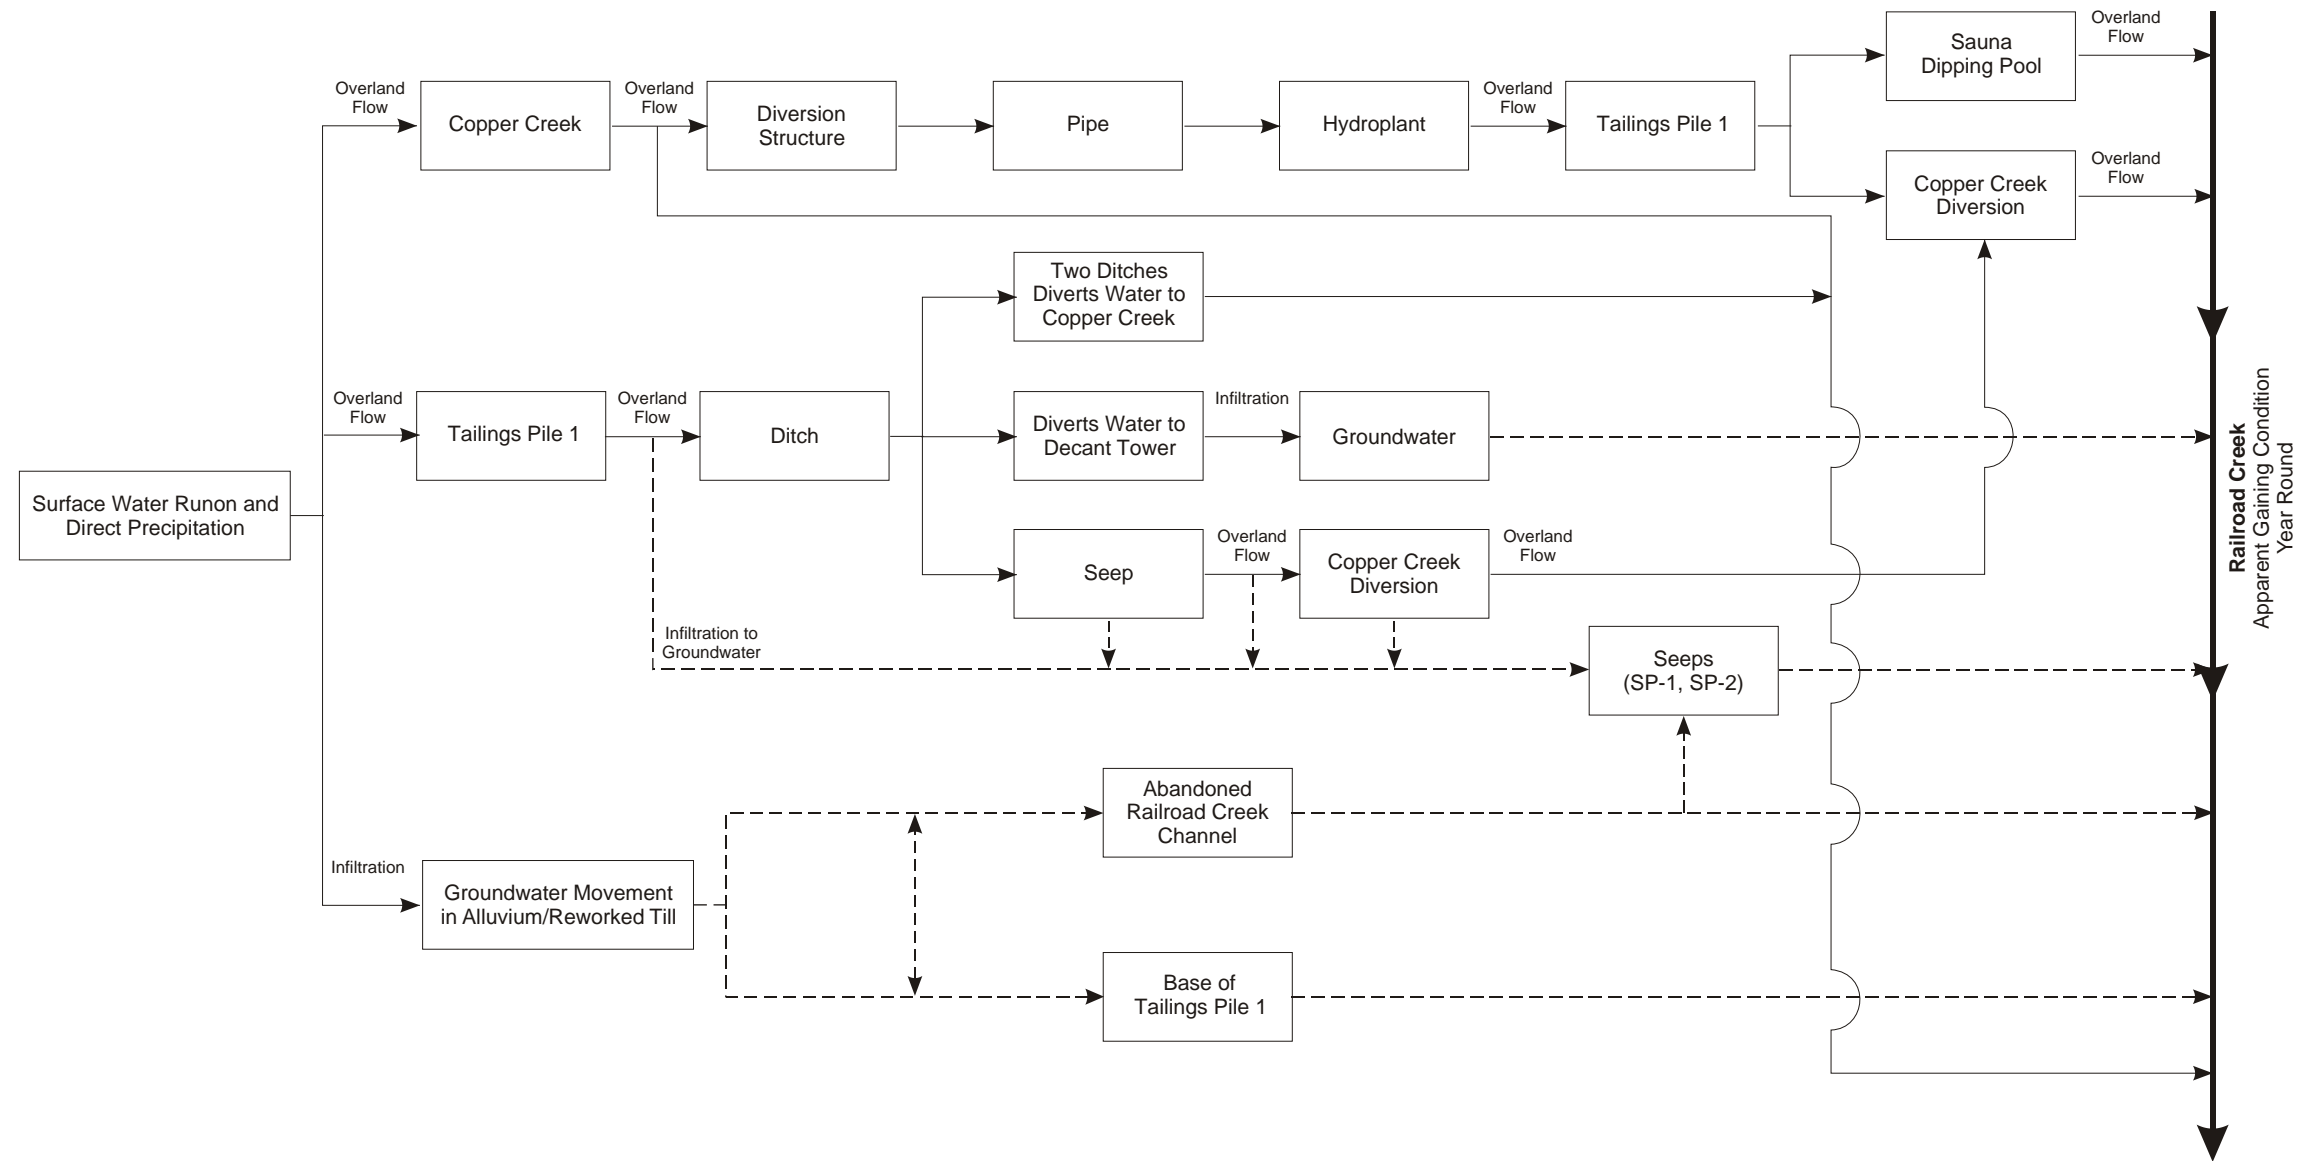 Overland
Flow
Sauna
Dipping Pool
Overland
Flow
Copper Creek
Overland
Flow
Diversion
Structure
Pipe
Hydroplant
Overland
Flow
Tailings Pile 1
Copper Creek
Diversion
Overland
Flow
Two Ditches
Diverts Water to
Copper Creek
Overland
Flow
Tailings Pile 1
Overland
Flow
Ditch
Diverts Water to
Decant Tower
Infiltration
Groundwater
Surface Water Runon and
Direct Precipitation
Seep
Overland
Flow
Copper Creek
Diversion
Overland
Flow
Infiltration to
Groundwater
Seeps
(SP-1, SP-2)
Railroad Creek
Apparent Gaining Condition
Year Round
Abandoned
Railroad Creek
Channel
Infiltration
Groundwater Movement
in Alluvium/Reworked Till
Base of
Tailings Pile 1